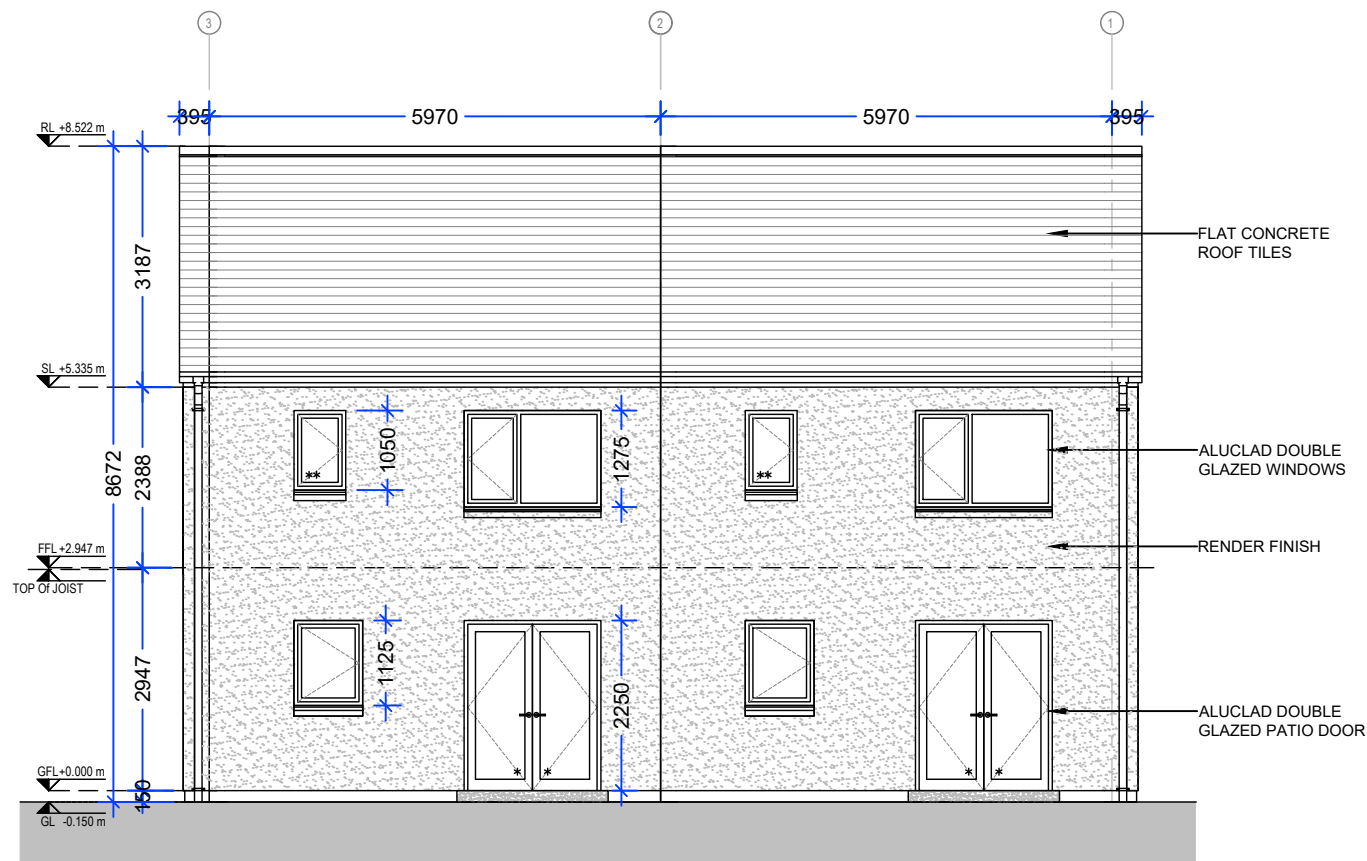 3
2
1
395
5970
5970
395
RL +8.522 m
3187
FLAT CONCRETE
ROOF TILES
SL +5.335 m
8672
2388
1050
1275
**
**
ALUCLAD DOUBLE
GLAZED WINDOWS
RENDER FINISH
FFL +2.947 m
TOP Of JOIST
2947
1125
2250
*
*
*
*
ALUCLAD DOUBLE
GLAZED PATIO DOOR
GFL+0.000 m
150
GL -0.150 m